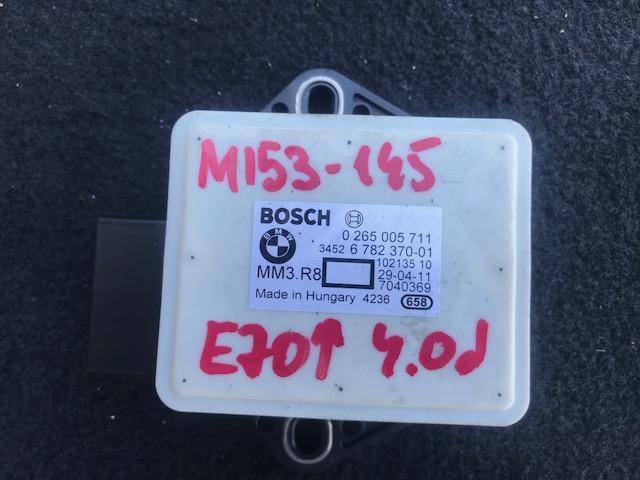 M153-145
BOSCH
BMW
0 265 005 711
3452 6 782 370-01
102135 10
MM3.R8
29-04-11
7040369
Made in Hungary 4236 658
E70↑ 4.0d